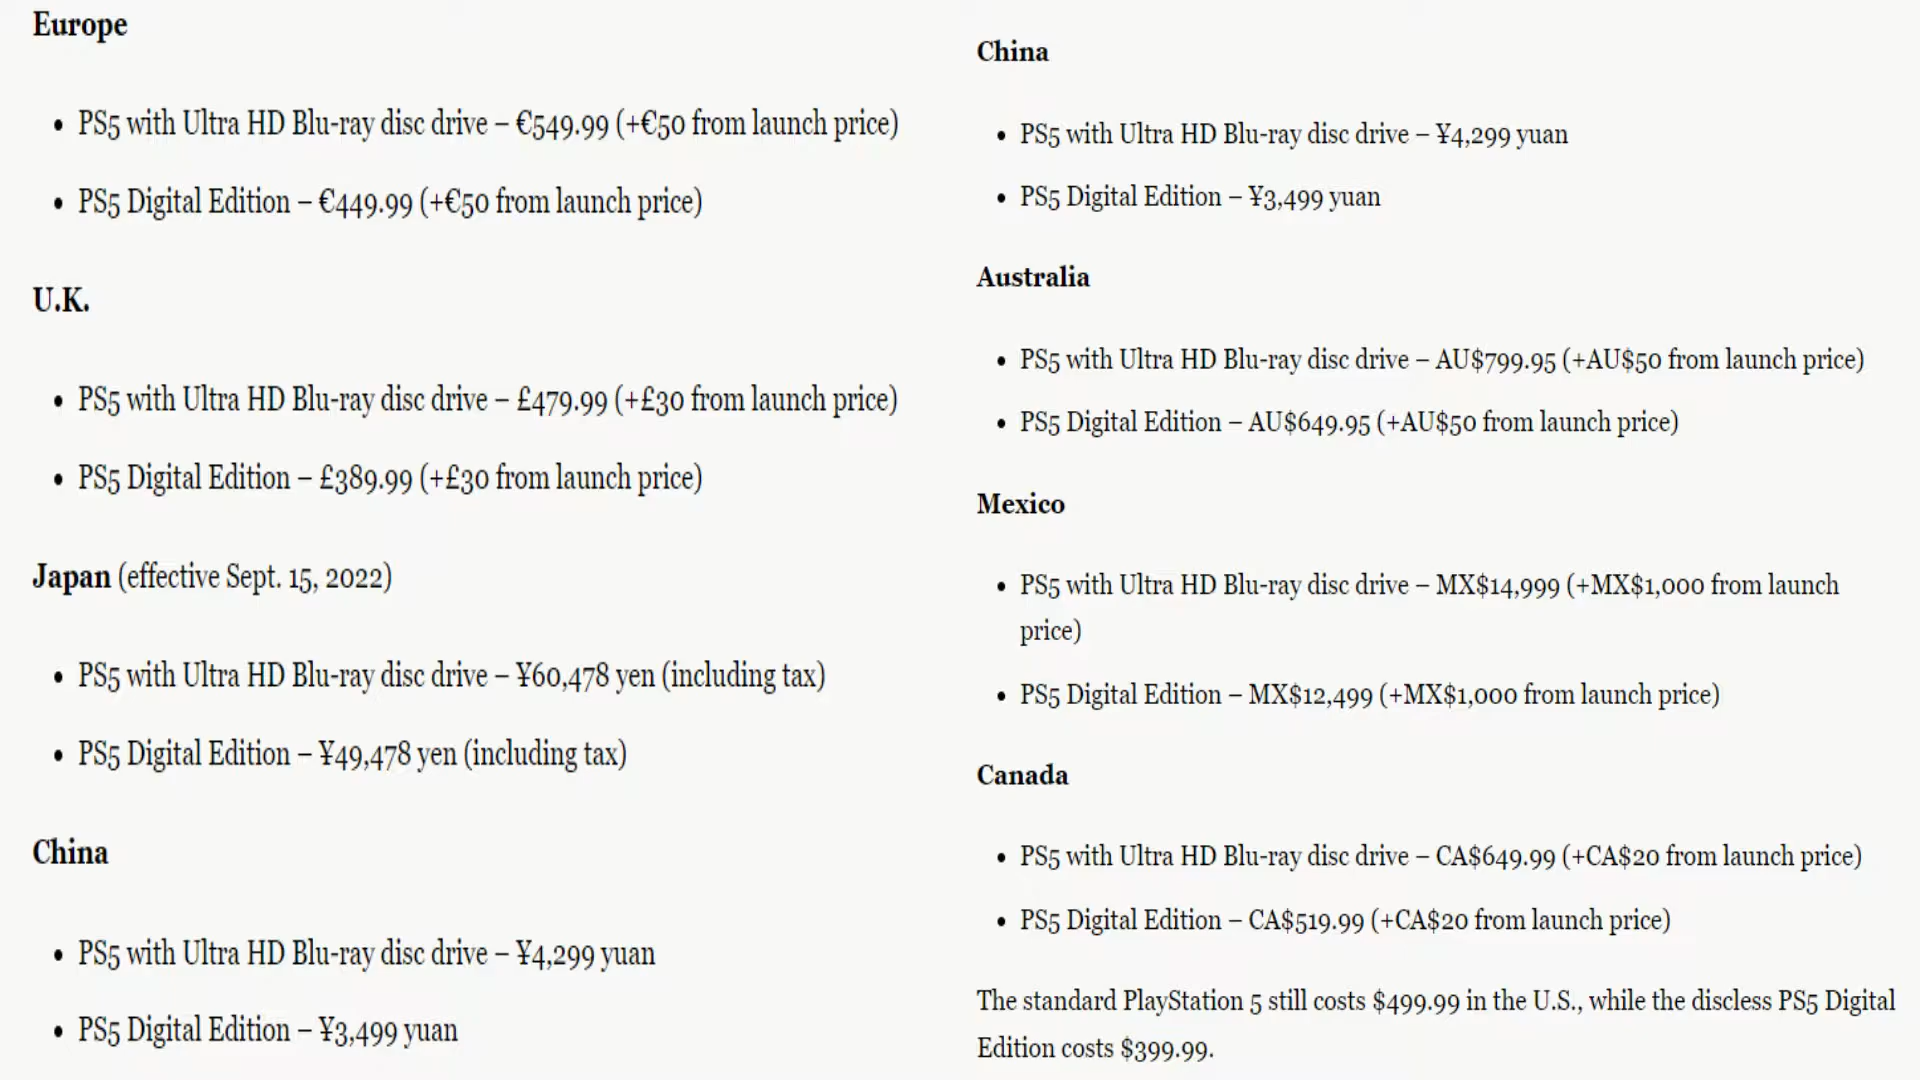 Europe
• PS5 with Ultra HD Blu-ray disc drive – €549.99 (+€50 from launch price)
• PS5 Digital Edition – €449.99 (+€50 from launch price)
U.K.
• PS5 with Ultra HD Blu-ray disc drive – £479.99 (+£30 from launch price)
• PS5 Digital Edition – £389.99 (+£30 from launch price)
Japan (effective Sept. 15, 2022)
• PS5 with Ultra HD Blu-ray disc drive – ¥60,478 yen (including tax)
• PS5 Digital Edition – ¥49,478 yen (including tax)
China
• PS5 with Ultra HD Blu-ray disc drive – ¥4,299 yuan
• PS5 Digital Edition – ¥3,499 yuan
China
• PS5 with Ultra HD Blu-ray disc drive – ¥4,299 yuan
• PS5 Digital Edition – ¥3,499 yuan
Australia
• PS5 with Ultra HD Blu-ray disc drive – AU$799.95 (+AU$50 from launch price)
• PS5 Digital Edition – AU$649.95 (+AU$50 from launch price)
Mexico
• PS5 with Ultra HD Blu-ray disc drive – MX$14,999 (+MX$1,000 from launch
price)
• PS5 Digital Edition – MX$12,499 (+MX$1,000 from launch price)
Canada
• PS5 with Ultra HD Blu-ray disc drive – CA$649.99 (+CA$20 from launch price)
• PS5 Digital Edition – CA$519.99 (+CA$20 from launch price)
The standard PlayStation 5 still costs $499.99 in the U.S., while the discless PS5 Digital
Edition costs $399.99.